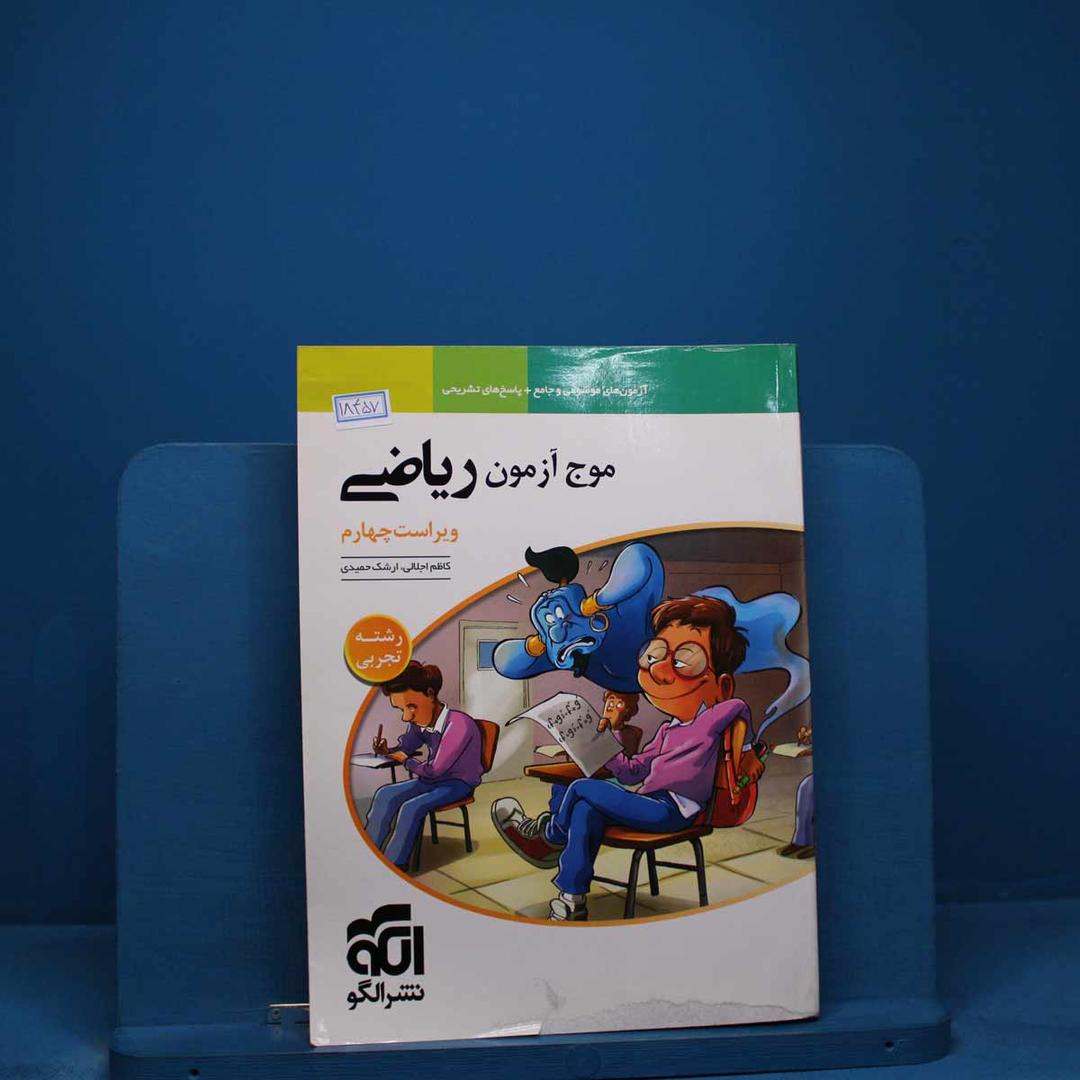 آزمون‌های موضوعی و جامع + پاسخ‌های تشریحی
۱۸۴۵۷
موج آزمون ریاضی
ویراست چهارم
کاظم اجلالی، ارشک حمیدی
رشته
تجربی
الگو
نشر الگو